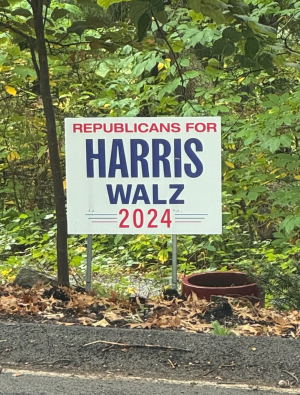 REPUBLICANS FOR
HARRIS
WALZ
2024